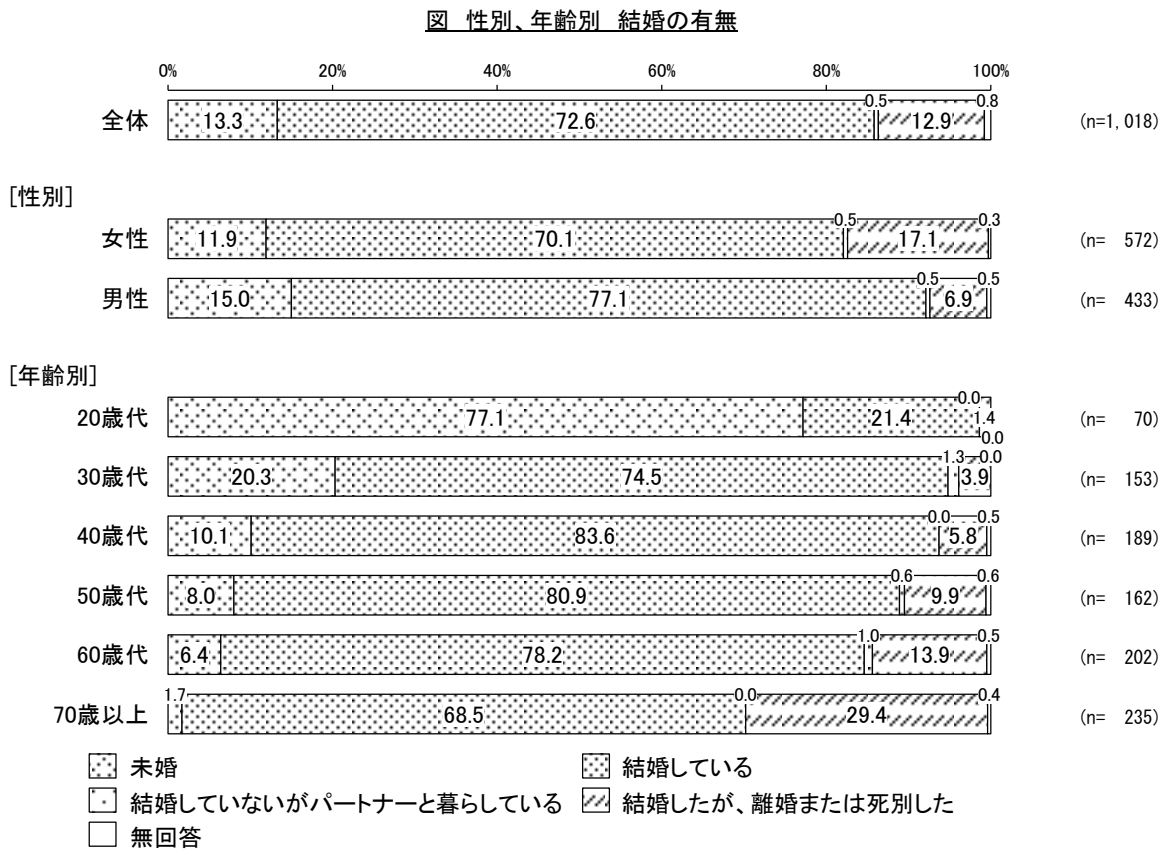 図 性別、年齢別 結婚の有無
0% 20% 40% 60% 80% 100%
全体 13.3 72.6 0.5 12.9 0.8 (n=1,018)
[性別]
女性 11.9 70.1 0.5 17.1 0.3 (n= 572)
男性 15.0 77.1 0.5 6.9 0.5 (n= 433)
[年齢別]
20歳代 77.1 21.4 0.0 1.4 0.0 (n= 70)
30歳代 20.3 74.5 1.3 3.9 0.0 (n= 153)
40歳代 10.1 83.6 0.0 5.8 0.5 (n= 189)
50歳代 8.0 80.9 0.6 9.9 0.6 (n= 162)
60歳代 6.4 78.2 1.0 13.9 0.5 (n= 202)
70歳以上 1.7 68.5 0.0 29.4 0.4 (n= 235)
未婚 結婚している
結婚していないがパートナーと暮らしている 結婚したが、離婚または死別した
無回答